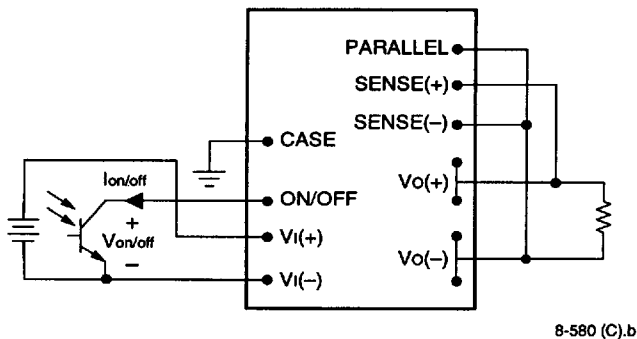 PARALLEL
SENSE(+)
SENSE(–)
CASE
Ion/off
ON/OFF
VO(+)
+
Von/off
VI(+)
–
VO(–)
VI(–)
8-580 (C).b